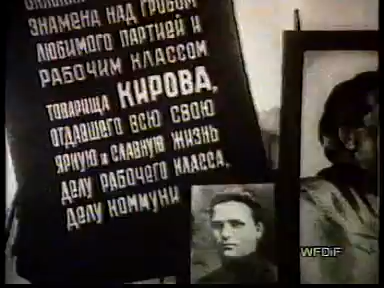 ЗНАМЕНА НАД ГРОБОМ
ЛЮБИМОГО ПАРТИЕЙ И
РАБОЧИМ КЛАССОМ
ТОВАРИЩА КИРОВА,
ОТДАВШЕГО ВСЮ СВОЮ
ЯРКУЮ И СЛАВНУЮ ЖИЗНЬ
ДЕЛУ РАБОЧЕГО КЛАССА,
ДЕЛУ КОММУНИ
WFDiF